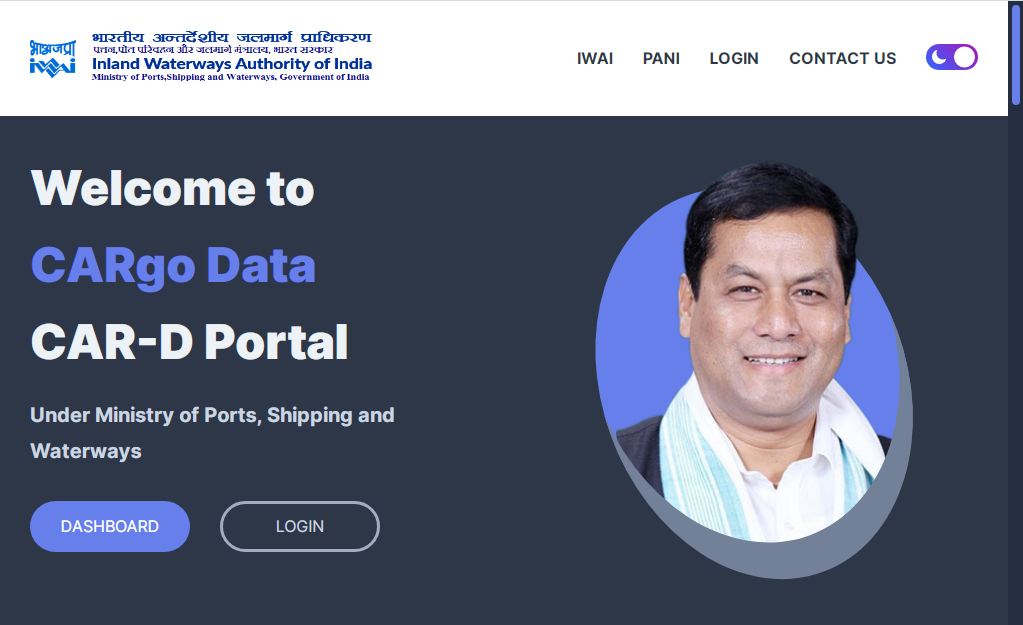 भारतीय अन्तर्देशीय जलमार्ग प्राधिकरण
पत्तन,पोत परिवहन और जलमार्ग मंत्रालय, भारत सरकार
भाअजप्रा
iwai
Inland Waterways Authority of India
Ministry of Ports,Shipping and Waterways, Government of India
IWAI PANI LOGIN CONTACT US
Welcome to
CARgo Data
CAR-D Portal
Under Ministry of Ports, Shipping and
Waterways
DASHBOARD LOGIN